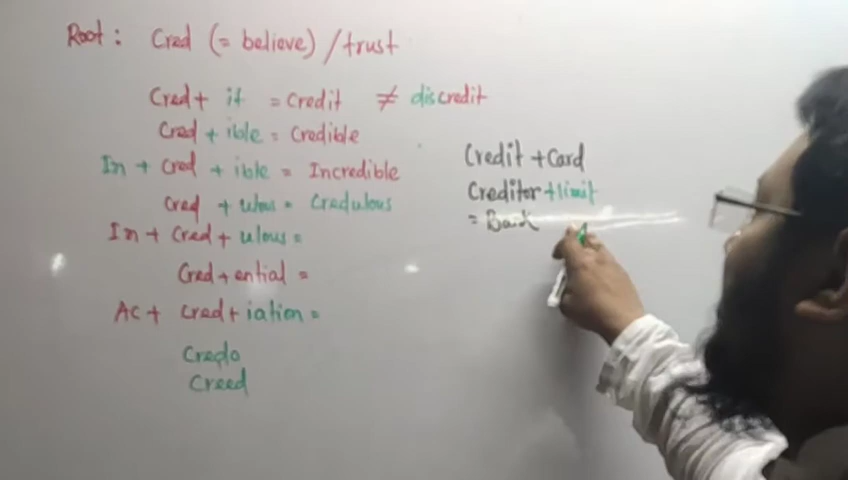 Root: Cred (= believe) / trust
Cred + it = Credit ≠ discredit
Cred + ible = Credible
In + Cred + ible = Incredible
Cred + ulous = Credulous
In + Cred + ulous =
Cred + ential =
Ac + cred + iation =
Credo
Creed
Credit + Card
Creditor + limit
= Bank